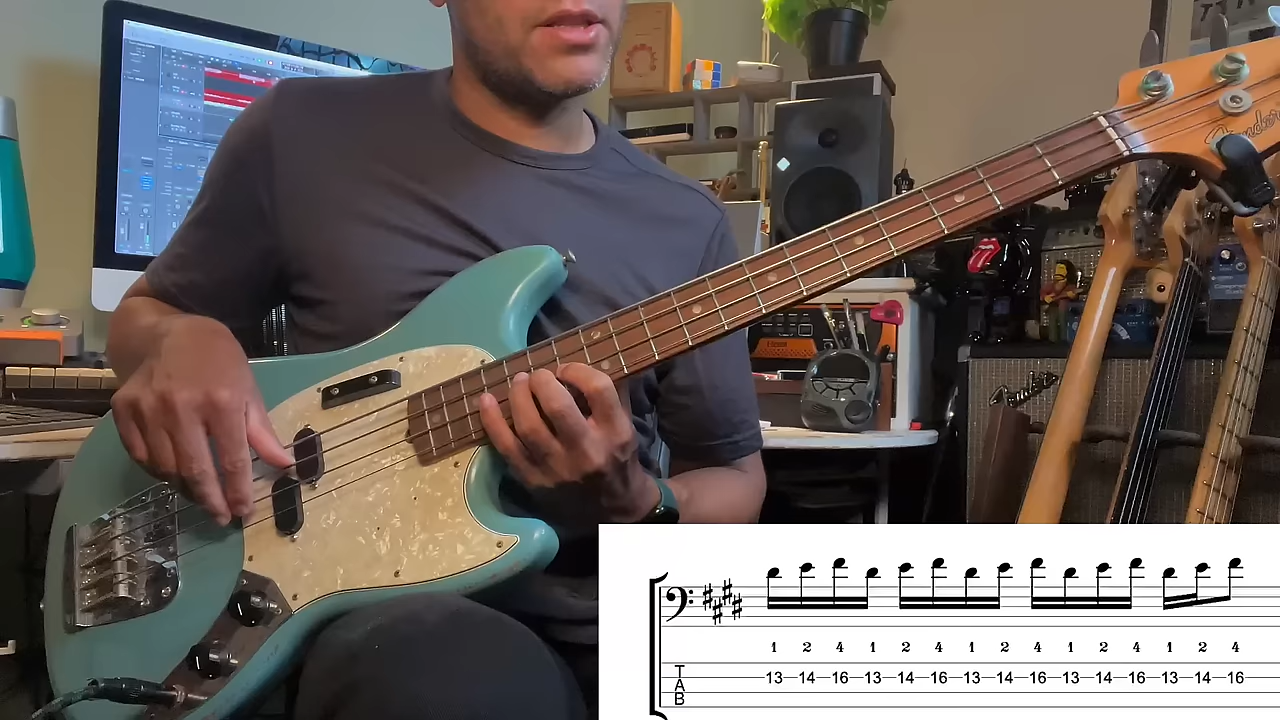 Fender
1 2 4 1 2 4 1 2 4 1 2 4 1 2 4
T
A
B
13 14 16 13 14 16 13 14 16 13 14 16 13 14 16